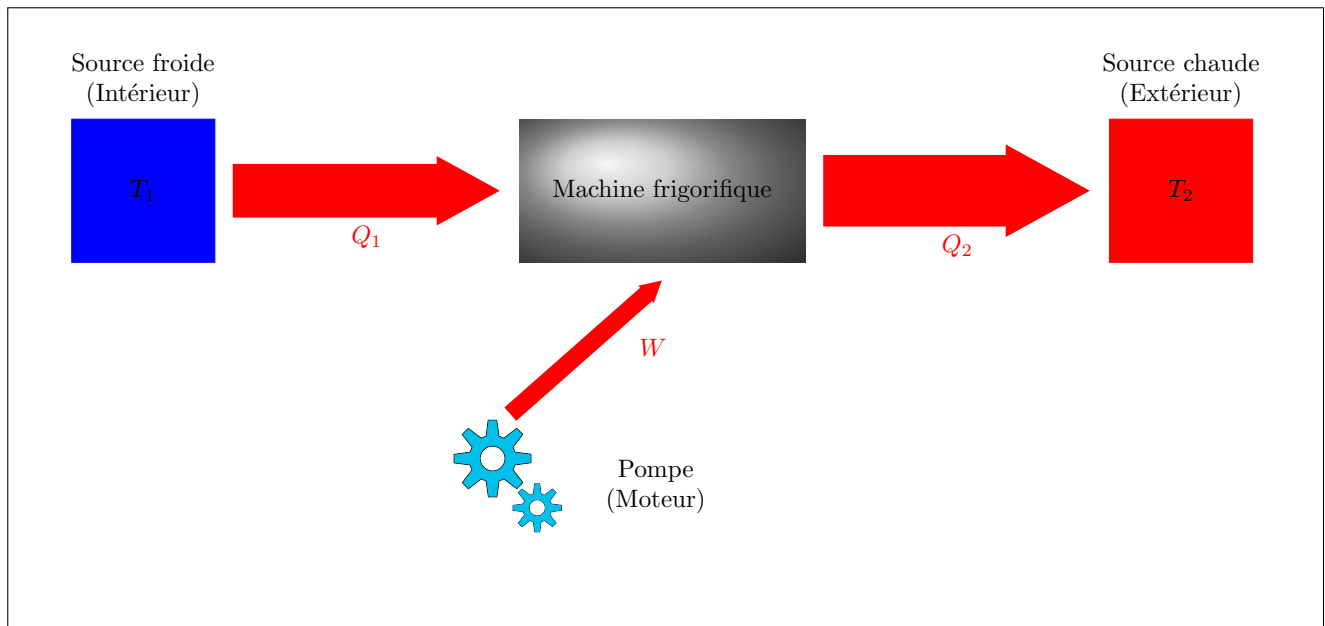 Source froide
(Intérieur)
Source chaude
(Extérieur)
T₁
Machine frigorifique
T₂
Q₁
Q₂
W
Pompe
(Moteur)